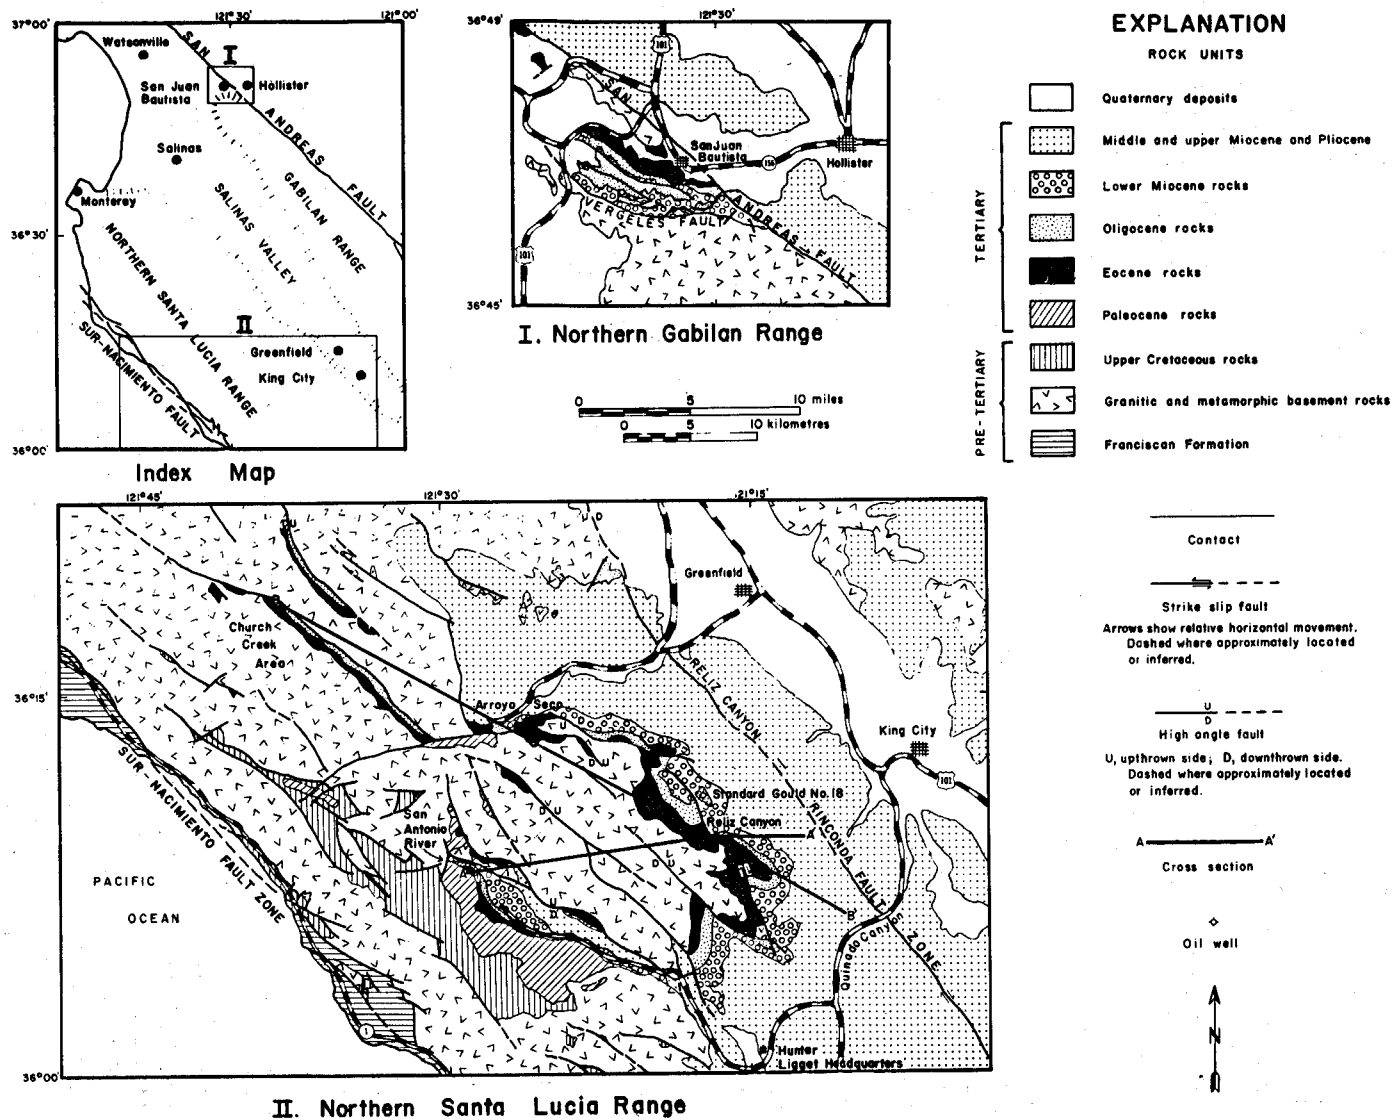 37°00'
121°30'
121°00'
Watsonville
I
SAN ANDREAS FAULT
San Juan
Bautista
Hollister
Salinas
GABILAN RANGE
SALINAS VALLEY
Monterey
36°30'
NORTHERN SANTA LUCIA RANGE
II
SUR-NACIMIENTO FAULT
Greenfield
King City
36°00'
Index Map
36°49'
121°30'
101
SAN ANDREAS FAULT
San Juan
Bautista
156
Hollister
VERGELES FAULT
101
36°45'
I. Northern Gabilan Range
0 5 10 miles
0 5 10 kilometres
EXPLANATION
ROCK UNITS
Quaternary deposits
TERTIARY
Middle and upper Miocene and Pliocene
Lower Miocene rocks
Oligocene rocks
Eocene rocks
Paleocene rocks
PRE-TERTIARY
Upper Cretaceous rocks
Granitic and metamorphic basement rocks
Franciscan Formation
Contact
Strike slip fault
Arrows show relative horizontal movement.
Dashed where approximately located
or inferred.
U
D
High angle fault
U, upthrown side; D, downthrown side.
Dashed where approximately located
or inferred.
A A'
Cross section
Oil well
N
121°45'
121°30'
121°15'
U
D
U
D
Greenfield
Church
Creek
Area
B
36°15'
Arroyo Seco
RELIZ CANYON RINCONDA FAULT ZONE
King City
101
U
D U
Standard Gould No. 1B
San
Antonio
River
D U
Reliz Canyon
A'
D U
A
SUR-NACIMIENTO FAULT ZONE
PACIFIC
OCEAN
U
D
B'
Quinado Canyon
1
Hunter
Ligget Headquarters
36°00'
II. Northern Santa Lucia Range